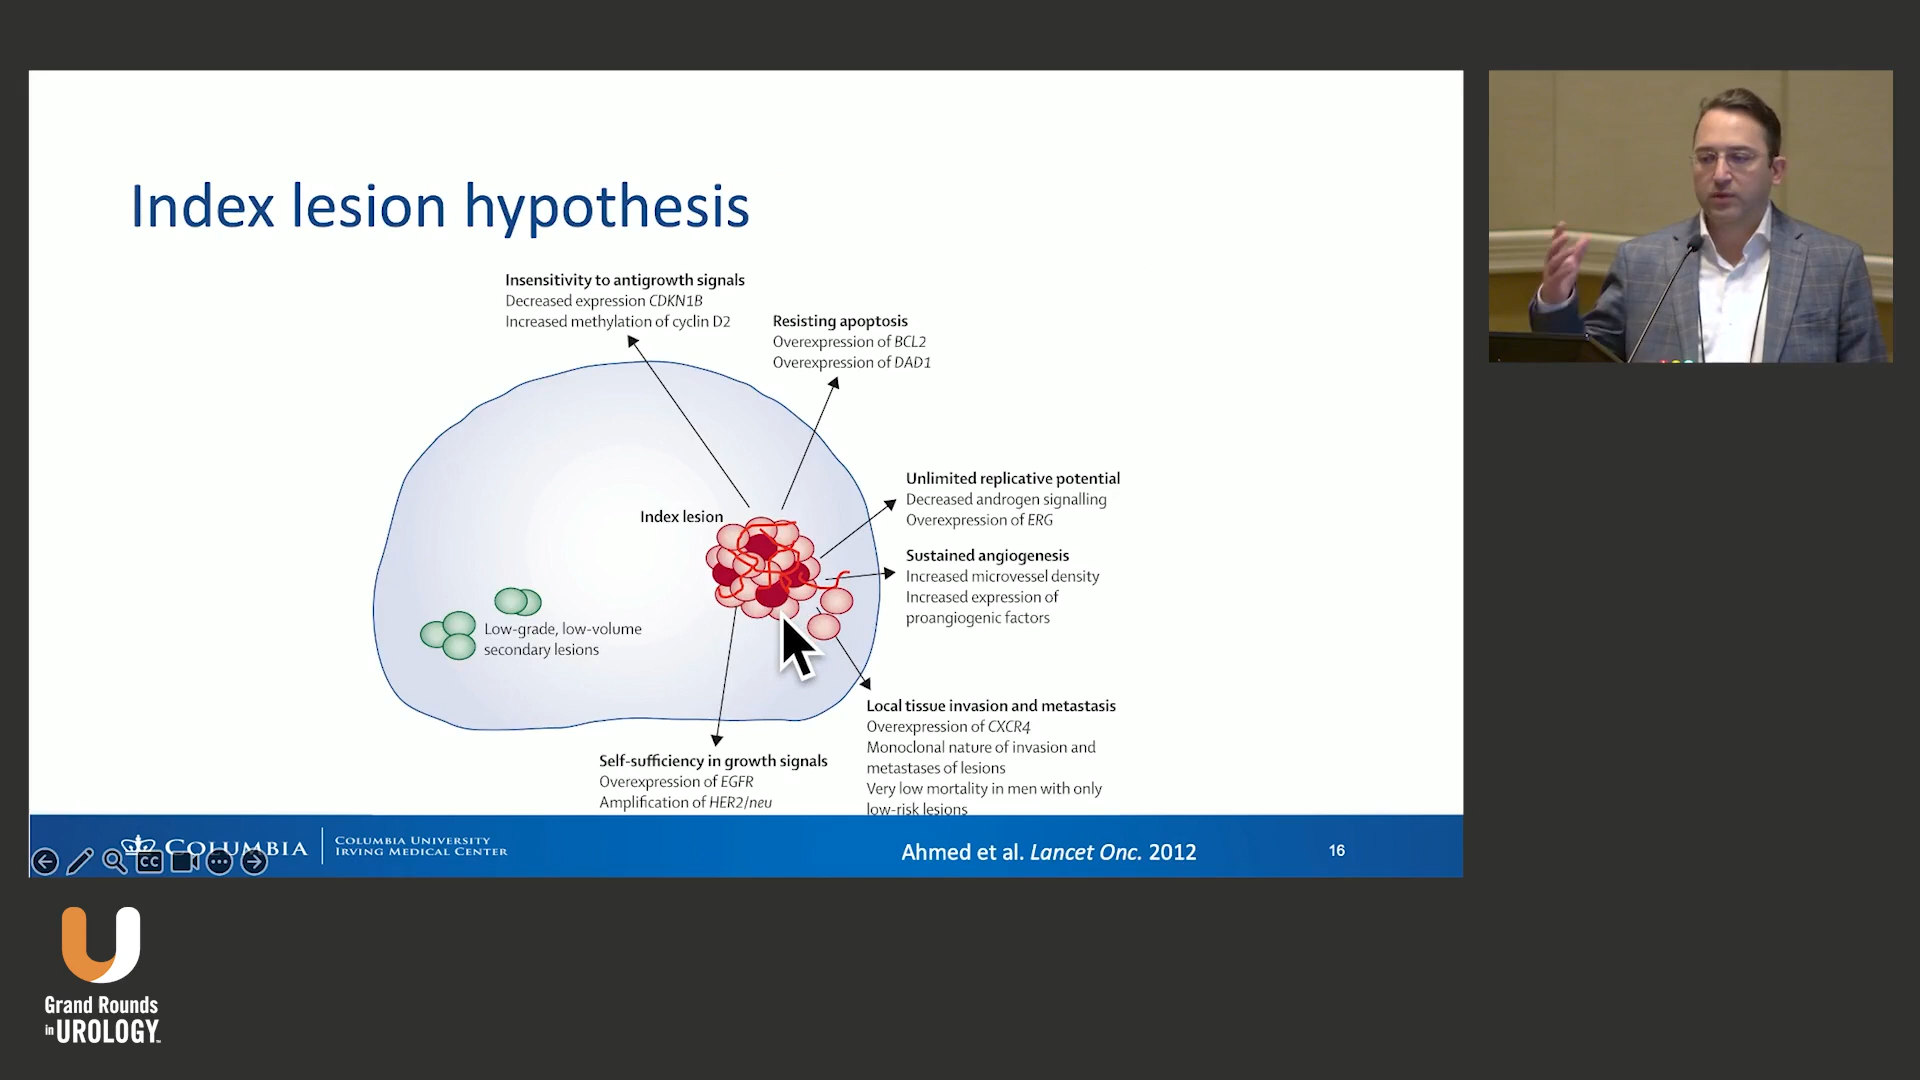 Index lesion hypothesis
Insensitivity to antigrowth signals
Decreased expression CDKN1B
Increased methylation of cyclin D2
Resisting apoptosis
Overexpression of BCL2
Overexpression of DAD1
Unlimited replicative potential
Decreased androgen signalling
Overexpression of ERG
Index lesion
Sustained angiogenesis
Increased microvessel density
Increased expression of
proangiogenic factors
Low-grade, low-volume
secondary lesions
Local tissue invasion and metastasis
Overexpression of CXCR4
Monoclonal nature of invasion and
metastases of lesions
Very low mortality in men with only
low-risk lesions
Self-sufficiency in growth signals
Overexpression of EGFR
Amplification of HER2/neu
COLUMBIA
COLUMBIA UNIVERSITY
IRVING MEDICAL CENTER
CC
Ahmed et al. Lancet Onc. 2012
16
Grand Rounds
in UROLOGY™